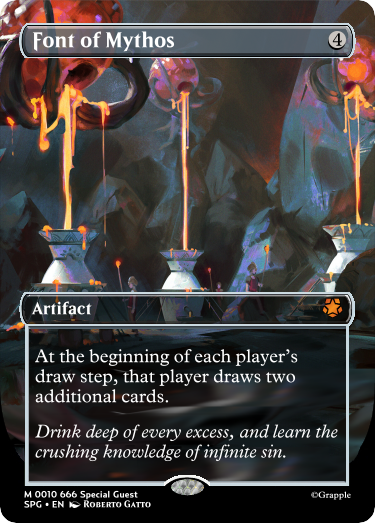 Font of Mythos
4
Artifact
At the beginning of each player's
draw step, that player draws two
additional cards.
Drink deep of every excess, and learn the
crushing knowledge of infinite sin.
M 0010 666 Special Guest
SPG • EN Roberto Gatto
©Grapple